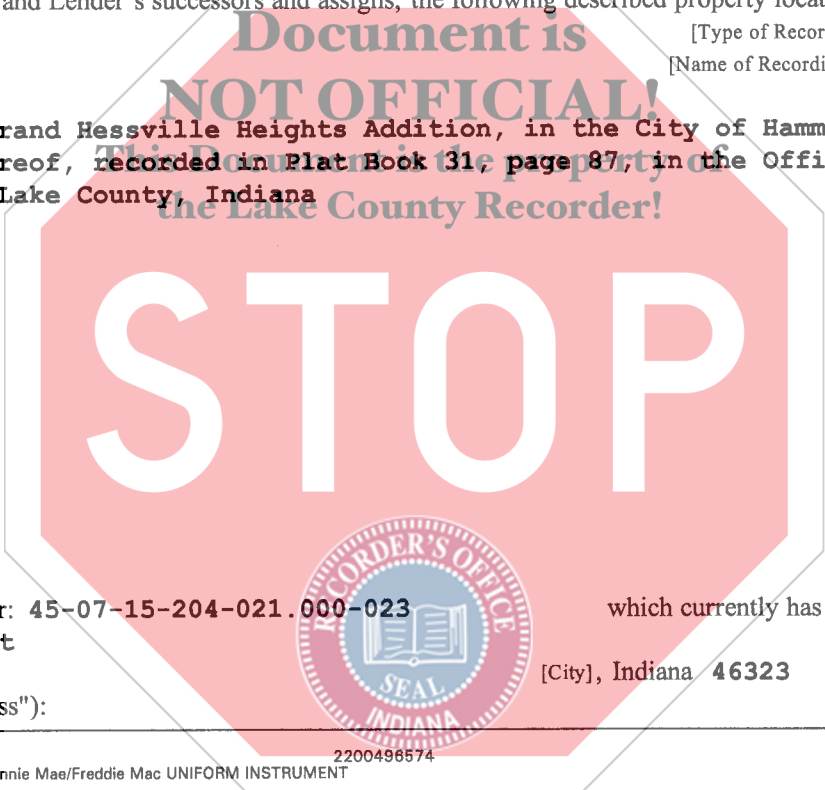 and Lender's successors and assigns, the following described property locat
Document is
[Type of Recor
[Name of Recordi
NOT OFFICIAL!
rand Hessville Heights Addition, in the City of Hamm
This Document is the property of
reof, recorded in Plat Book 31, page 87, in the Offi
Lake County, Indiana
the Lake County Recorder!
STOP
RECORDER'S OFFICE
r: 45-07-15-204-021.000-023 which currently has
t
[City], Indiana 46323
SEAL
ss"):
INDIANA
2200496574
nnie Mae/Freddie Mac UNIFORM INSTRUMENT